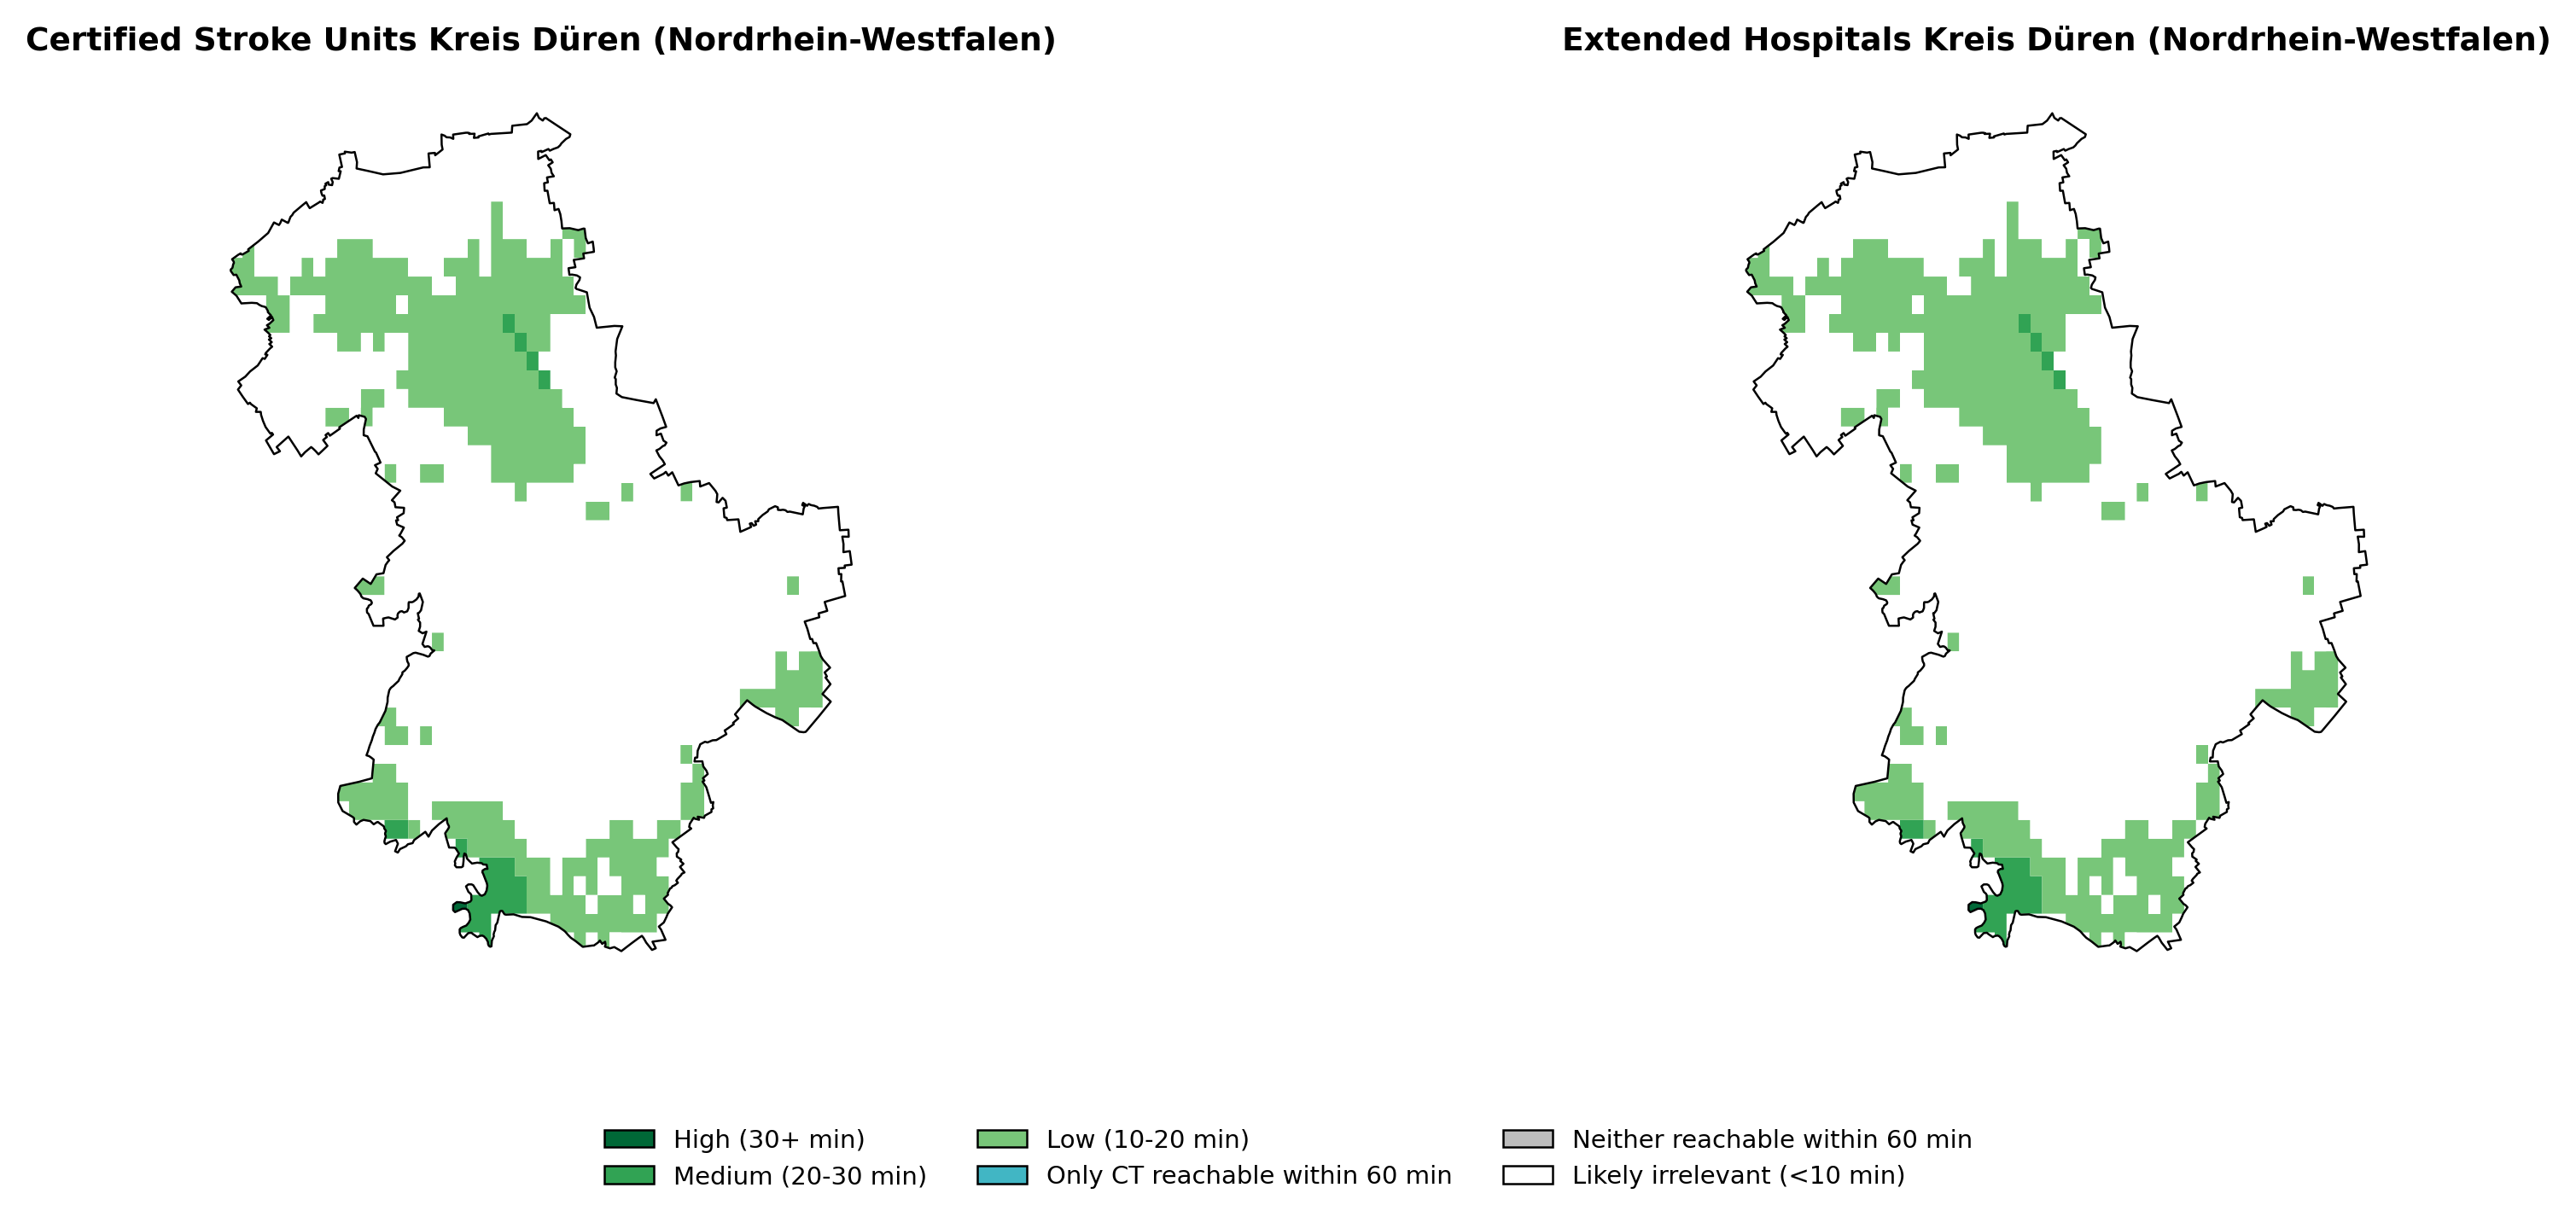 Certified Stroke Units Kreis Düren (Nordrhein-Westfalen)
Extended Hospitals Kreis Düren (Nordrhein-Westfalen)
High (30+ min)
Medium (20-30 min)
Low (10-20 min)
Only CT reachable within 60 min
Neither reachable within 60 min
Likely irrelevant (<10 min)